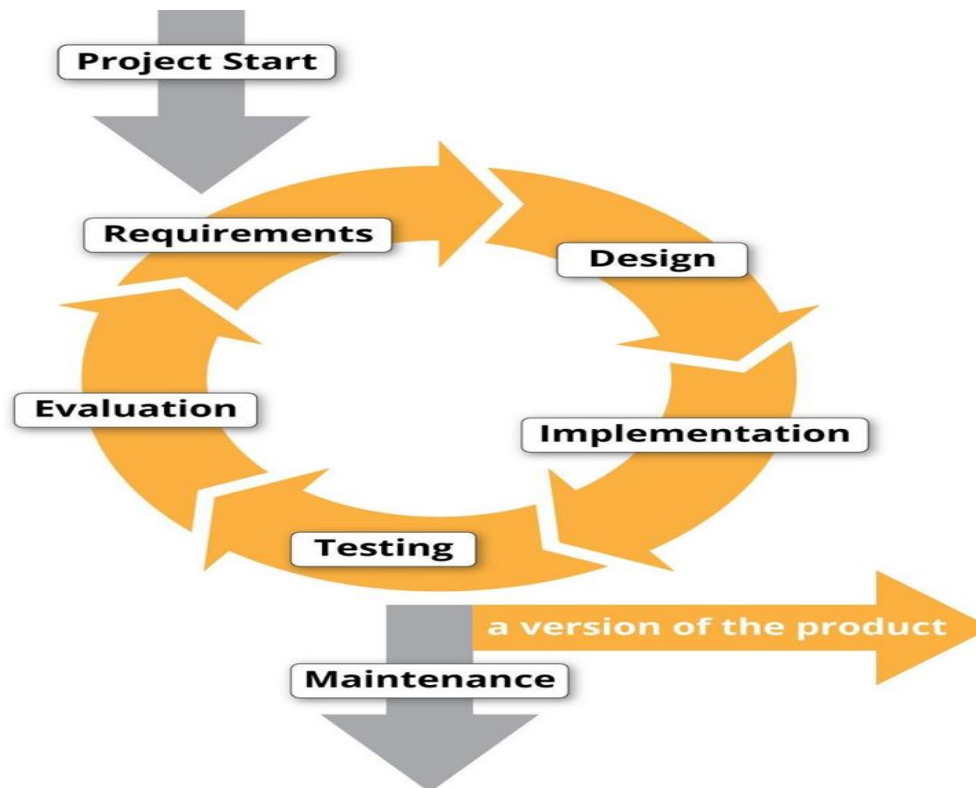 Project Start
Requirements
Design
Evaluation
Implementation
Testing
a version of the product
Maintenance